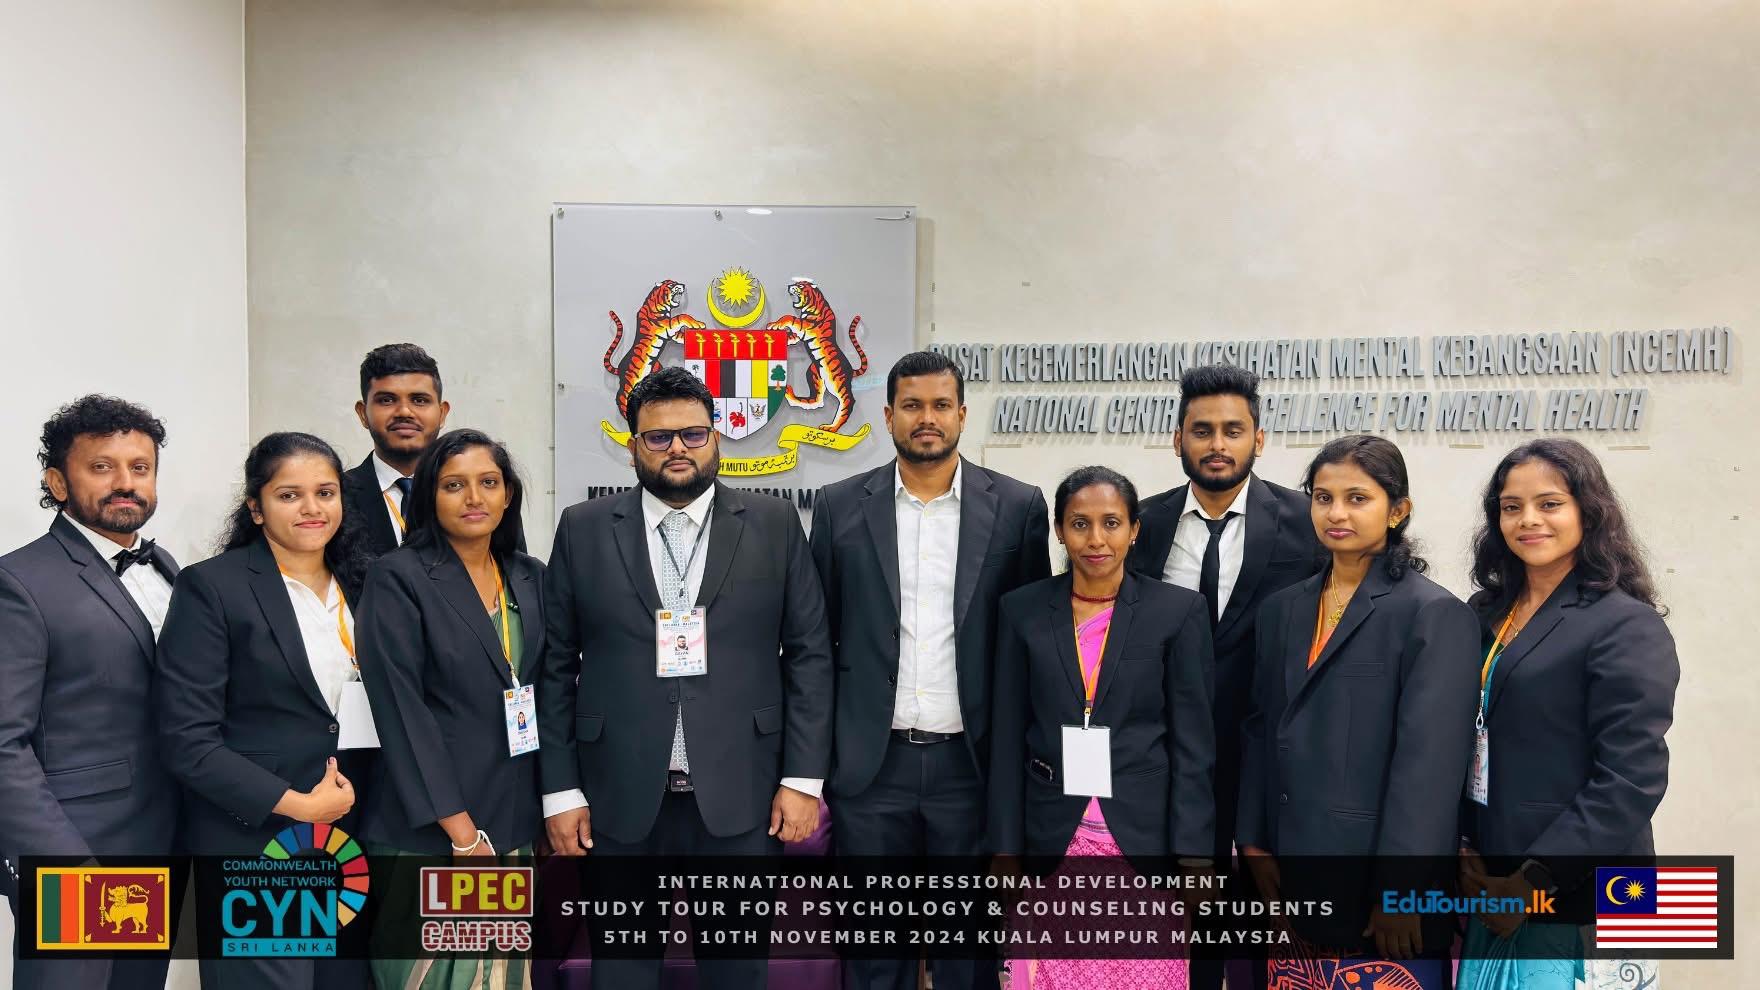 PUSAT KECEMERLANGAN KESIHATAN MENTAL KEBANGSAAN (NCEMH)
NATIONAL CENTR CELLENCE FOR MENTAL HEALTH
H MUTU
COMMONWEALTH
YOUTH NETWORK
CYN
SRI LANKA
LPEC
CAMPUS
INTERNATIONAL PROFESSIONAL DEVELOPMENT
STUDY TOUR FOR PSYCHOLOGY & COUNSELING STUDENTS
5TH TO 10TH NOVEMBER 2024 KUALA LUMPUR MALAYSIA
EduTourism.lk